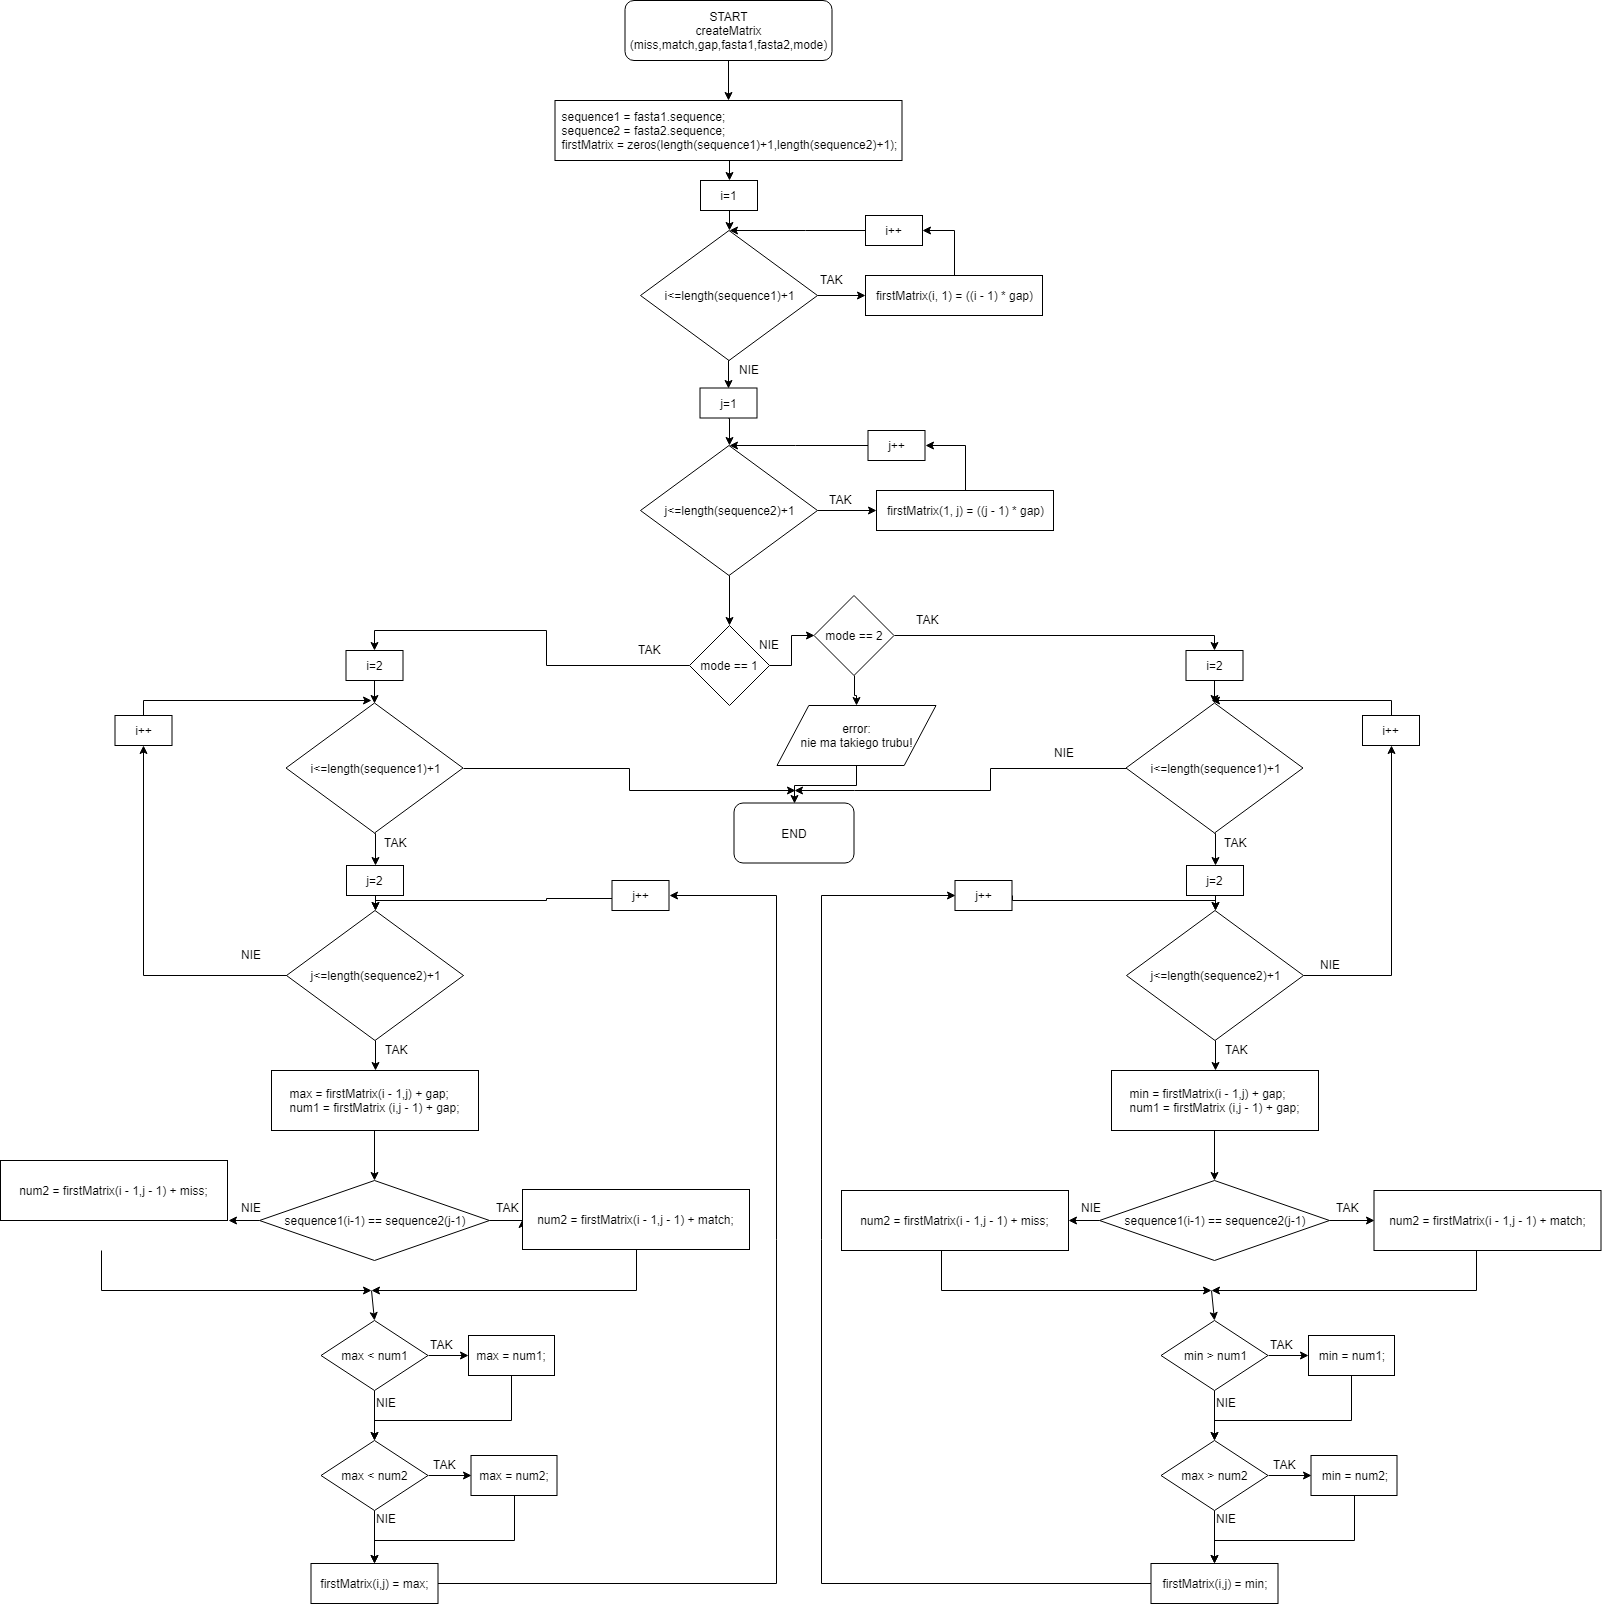 START
createMatrix
(miss,match,gap,fasta1,fasta2,mode)
sequence1 = fasta1.sequence;
sequence2 = fasta2.sequence;
firstMatrix = zeros(length(sequence1)+1,length(sequence2)+1);
i=1
i++
i<=length(sequence1)+1
TAK
firstMatrix(i, 1) = ((i - 1) * gap)
NIE
j=1
j++
j<=length(sequence2)+1
TAK
firstMatrix(1, j) = ((j - 1) * gap)
mode == 1
TAK
NIE
mode == 2
TAK
error:
nie ma takiego trubu!
END
i=2
i++
i<=length(sequence1)+1
TAK
j=2
j++
j<=length(sequence2)+1
NIE
TAK
max = firstMatrix(i - 1,j) + gap;
num1 = firstMatrix (i,j - 1) + gap;
num2 = firstMatrix(i - 1,j - 1) + miss;
NIE
sequence1(i-1) == sequence2(j-1)
TAK
num2 = firstMatrix(i - 1,j - 1) + match;
max < num1
TAK
max = num1;
NIE
max < num2
TAK
max = num2;
NIE
firstMatrix(i,j) = max;
i=2
i++
NIE
i<=length(sequence1)+1
TAK
j=2
j++
j<=length(sequence2)+1
NIE
TAK
min = firstMatrix(i - 1,j) + gap;
num1 = firstMatrix (i,j - 1) + gap;
num2 = firstMatrix(i - 1,j - 1) + miss;
NIE
sequence1(i-1) == sequence2(j-1)
TAK
num2 = firstMatrix(i - 1,j - 1) + match;
min > num1
TAK
min = num1;
NIE
max > num2
TAK
min = num2;
NIE
firstMatrix(i,j) = min;